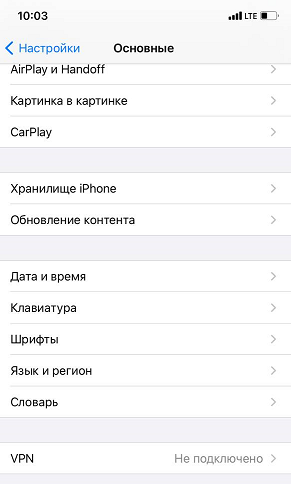 10:03 LTE
Настройки Основные
AirPlay и Handoff
Картинка в картинке
CarPlay
Хранилище iPhone
Обновление контента
Дата и время
Клавиатура
Шрифты
Язык и регион
Словарь
VPN Не подключено